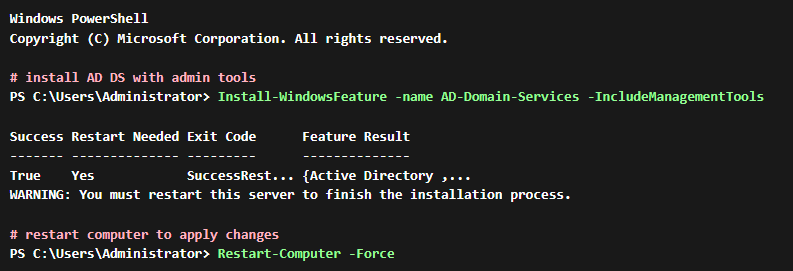 Windows PowerShell
Copyright (C) Microsoft Corporation. All rights reserved.
# install AD DS with admin tools
PS C:\Users\Administrator> Install-WindowsFeature -name AD-Domain-Services -IncludeManagementTools
Success Restart Needed Exit Code      Feature Result
------- -------------- ---------      --------------
True    Yes            SuccessRest... {Active Directory ,...
WARNING: You must restart this server to finish the installation process.
# restart computer to apply changes
PS C:\Users\Administrator> Restart-Computer -Force